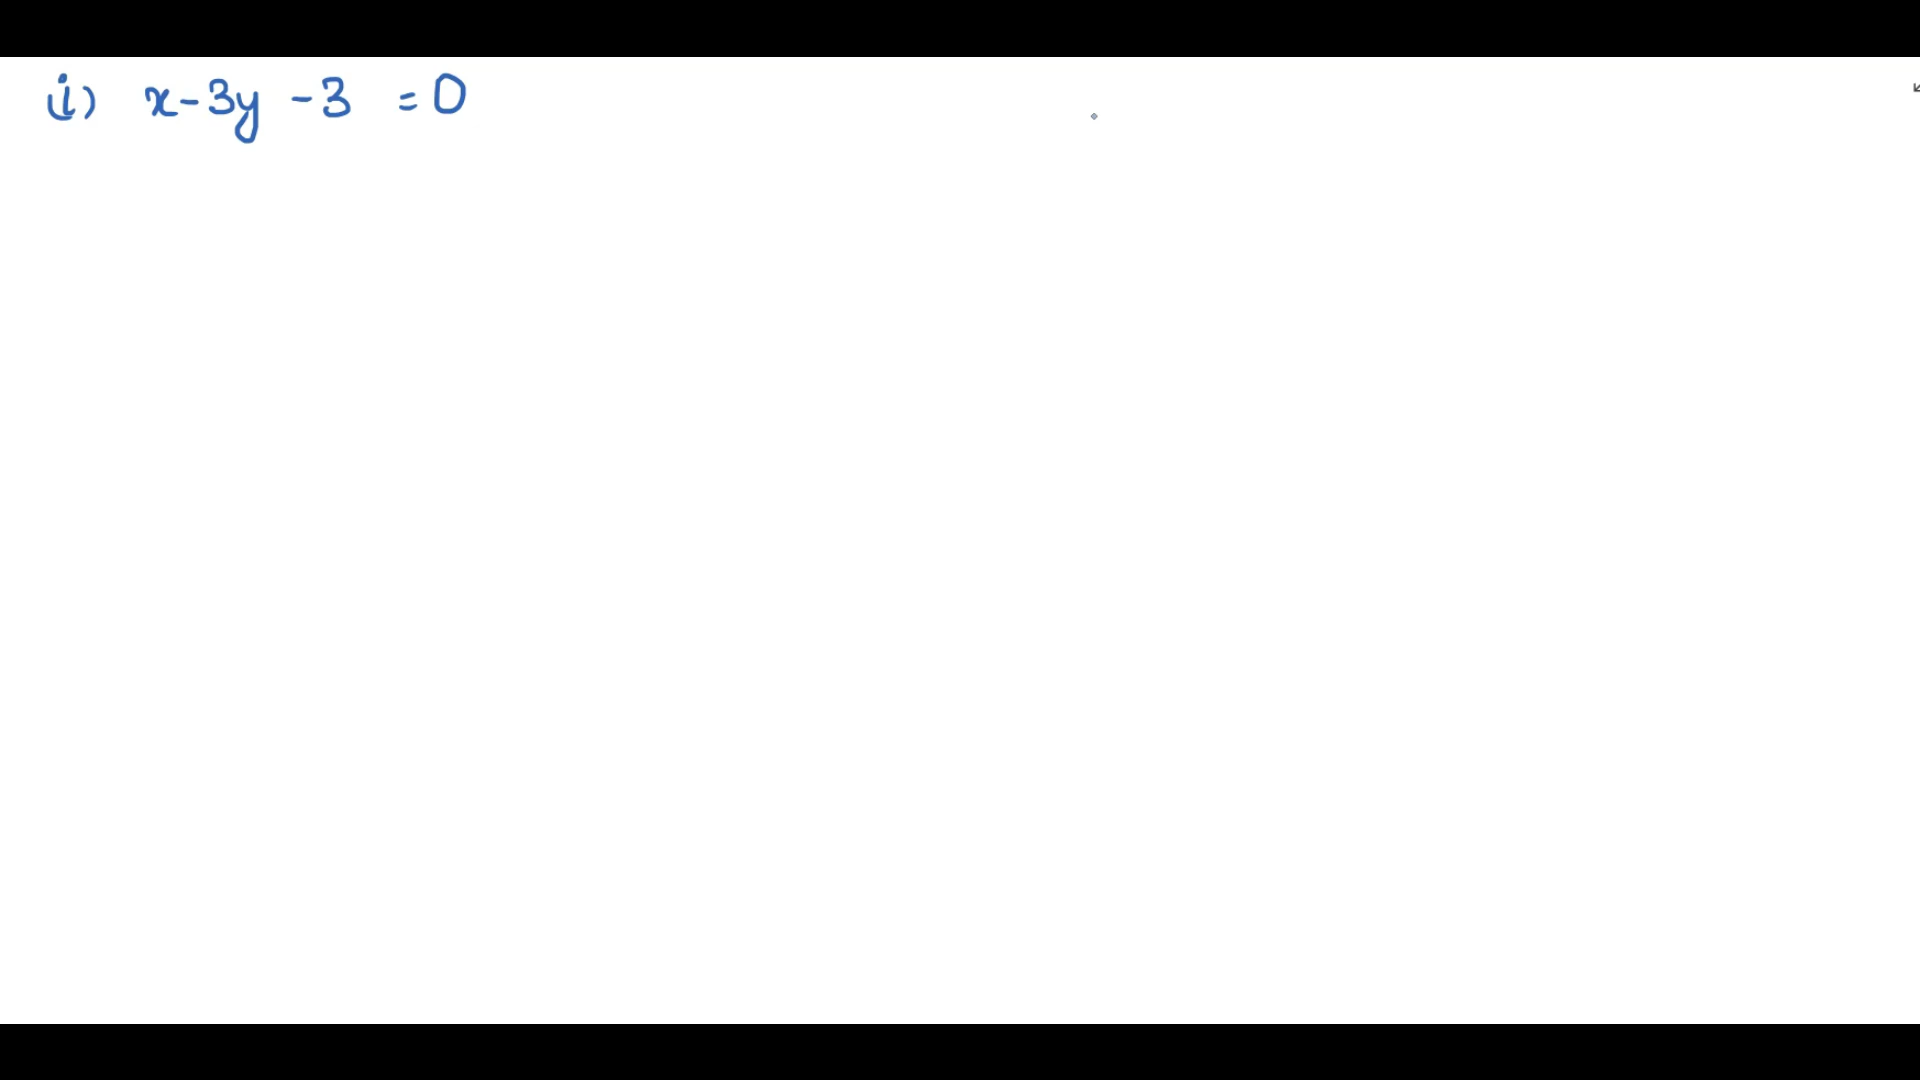 (i) x-3y -3 = 0